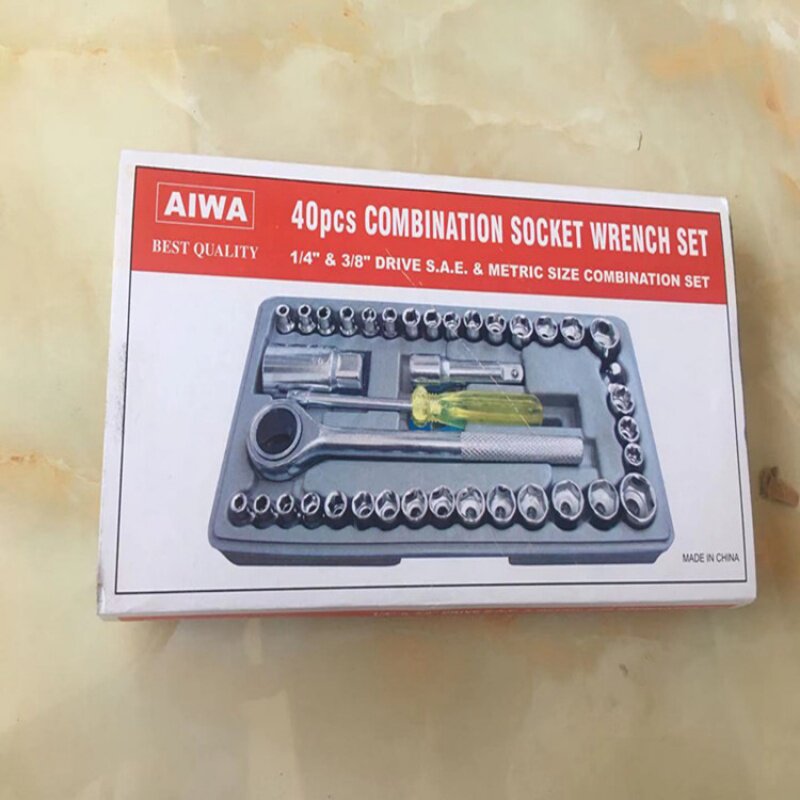 AIWA
BEST QUALITY
40pcs COMBINATION SOCKET WRENCH SET
1/4" & 3/8" DRIVE S.A.E. & METRIC SIZE COMBINATION SET
MADE IN CHINA